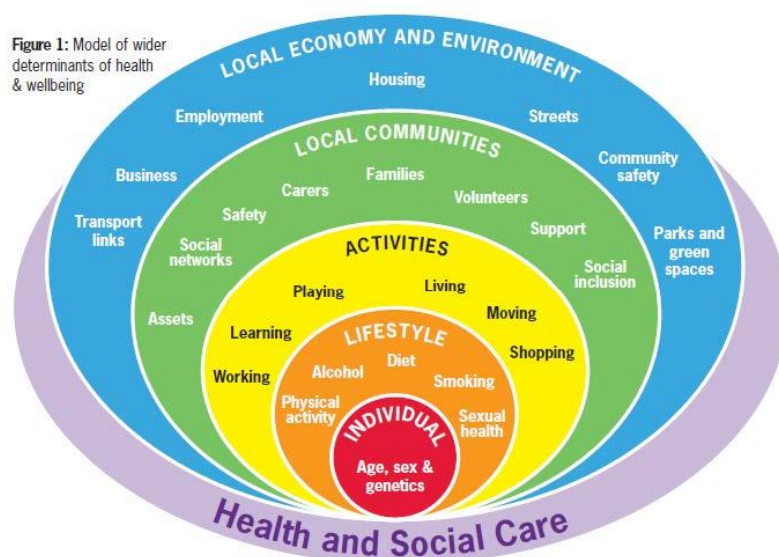 Figure 1: Model of wider
determinants of health
& wellbeing
LOCAL ECONOMY AND ENVIRONMENT
Housing
Employment
Streets
Business
Community
safety
Transport
links
Parks and
green
spaces
LOCAL COMMUNITIES
Families
Carers
Volunteers
Safety
Support
Social
networks
Social
inclusion
Assets
ACTIVITIES
Living
Playing
Moving
Learning
Shopping
Working
LIFESTYLE
Diet
Alcohol
Smoking
Physical
activity
Sexual
health
INDIVIDUAL
Age, sex &
genetics
Health and Social Care